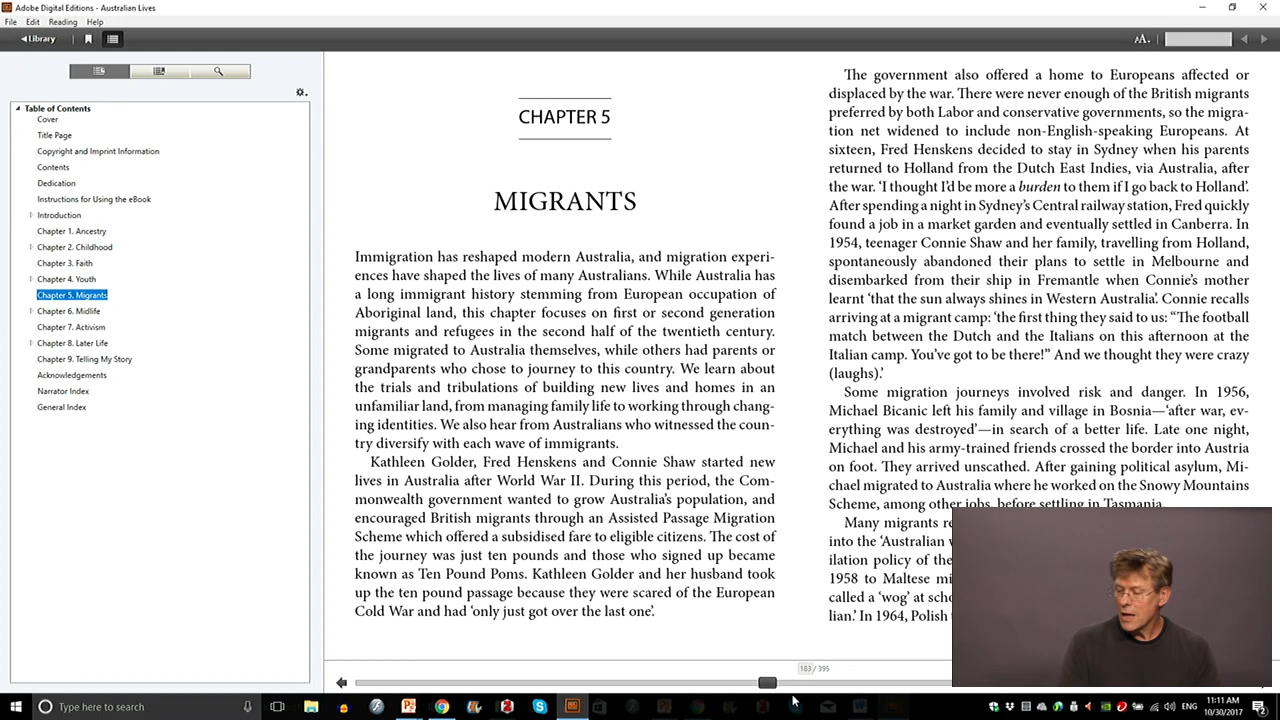 Adobe Digital Editions - Australian Lives
File Edit Reading Help
Library
AA.
Table of Contents
Cover
Title Page
Copyright and Imprint Information
Contents
Dedication
Instructions for Using the eBook
Introduction
Chapter 1. Ancestry
Chapter 2. Childhood
Chapter 3. Faith
Chapter 4. Youth
Chapter 5. Migrants
Chapter 6. Midlife
Chapter 7. Activism
Chapter 8. Later Life
Chapter 9. Telling My Story
Acknowledgements
Narrator Index
General Index
CHAPTER 5
MIGRANTS
Immigration has reshaped modern Australia, and migration experi-
ences have shaped the lives of many Australians. While Australia has
a long immigrant history stemming from European occupation of
Aboriginal land, this chapter focuses on first or second generation
migrants and refugees in the second half of the twentieth century.
Some migrated to Australia themselves, while others had parents or
grandparents who chose to journey to this country. We learn about
the trials and tribulations of building new lives and homes in an
unfamiliar land, from managing family life to working through chang-
ing identities. We also hear from Australians who witnessed the coun-
try diversify with each wave of immigrants.
Kathleen Golder, Fred Henskens and Connie Shaw started new
lives in Australia after World War II. During this period, the Com-
monwealth government wanted to grow Australia's population, and
encouraged British migrants through an Assisted Passage Migration
Scheme which offered a subsidised fare to eligible citizens. The cost of
the journey was just ten pounds and those who signed up became
known as Ten Pound Poms. Kathleen Golder and her husband took
up the ten pound passage because they were scared of the European
Cold War and had ‘only just got over the last one’.
The government also offered a home to Europeans affected or
displaced by the war. There were never enough of the British migrants
preferred by both Labor and conservative governments, so the migra-
tion net widened to include non-English-speaking Europeans. At
sixteen, Fred Henskens decided to stay in Sydney when his parents
returned to Holland from the Dutch East Indies, via Australia, after
the war. ‘I thought I’d be more a burden to them if I go back to Holland’.
After spending a night in Sydney’s Central railway station, Fred quickly
found a job in a market garden and eventually settled in Canberra. In
1954, teenager Connie Shaw and her family, travelling from Holland,
spontaneously abandoned their plans to settle in Melbourne and
disembarked from their ship in Fremantle when Connie’s mother
learnt ‘that the sun always shines in Western Australia’. Connie recalls
arriving at a migrant camp: ‘the first thing they said to us: “The football
match between the Dutch and the Italians on this afternoon at the
Italian camp. You’ve got to be there!” And we thought they were crazy
(laughs).’
Some migration journeys involved risk and danger. In 1956,
Michael Bicanic left his family and village in Bosnia—‘after war, ev-
erything was destroyed’—in search of a better life. Late one night,
Michael and his army-trained friends crossed the border into Austria
on foot. They arrived unscathed. After gaining political asylum, Mi-
chael migrated to Australia where he worked on the Snowy Mountains
Scheme, among other jobs, before settling in Tasmania.
Many migrants re
into the ‘Australian
ilation policy of the
1958 to Maltese mi
called a ‘wog’ at
lian.’ In 1964, Polish
183 / 395
Type here to search
11:11 AM
10/30/2017